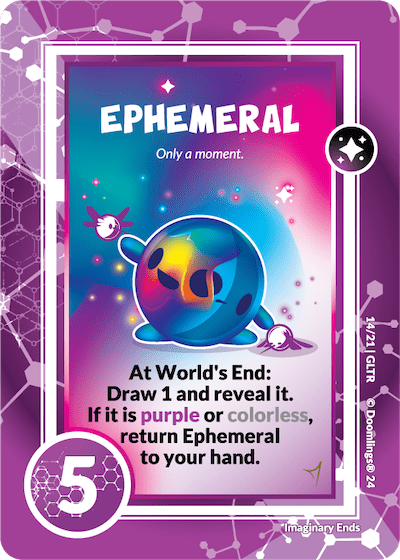 EPHEMERAL
Only a moment.
At World's End:
Draw 1 and reveal it.
If it is purple or colorless,
return Ephemeral
to your hand.
5
14/21 | GLTR
© Doomlings® 24
*Imaginary Ends